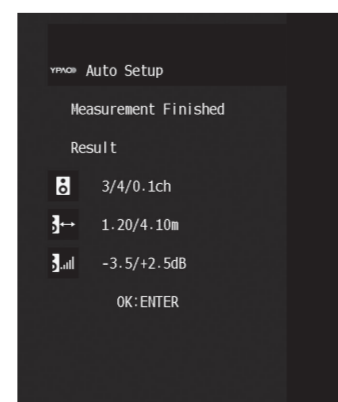 YPAO Auto Setup
Measurement Finished
Result
3/4/0.1ch
1.20/4.10m
-3.5/+2.5dB
OK:ENTER